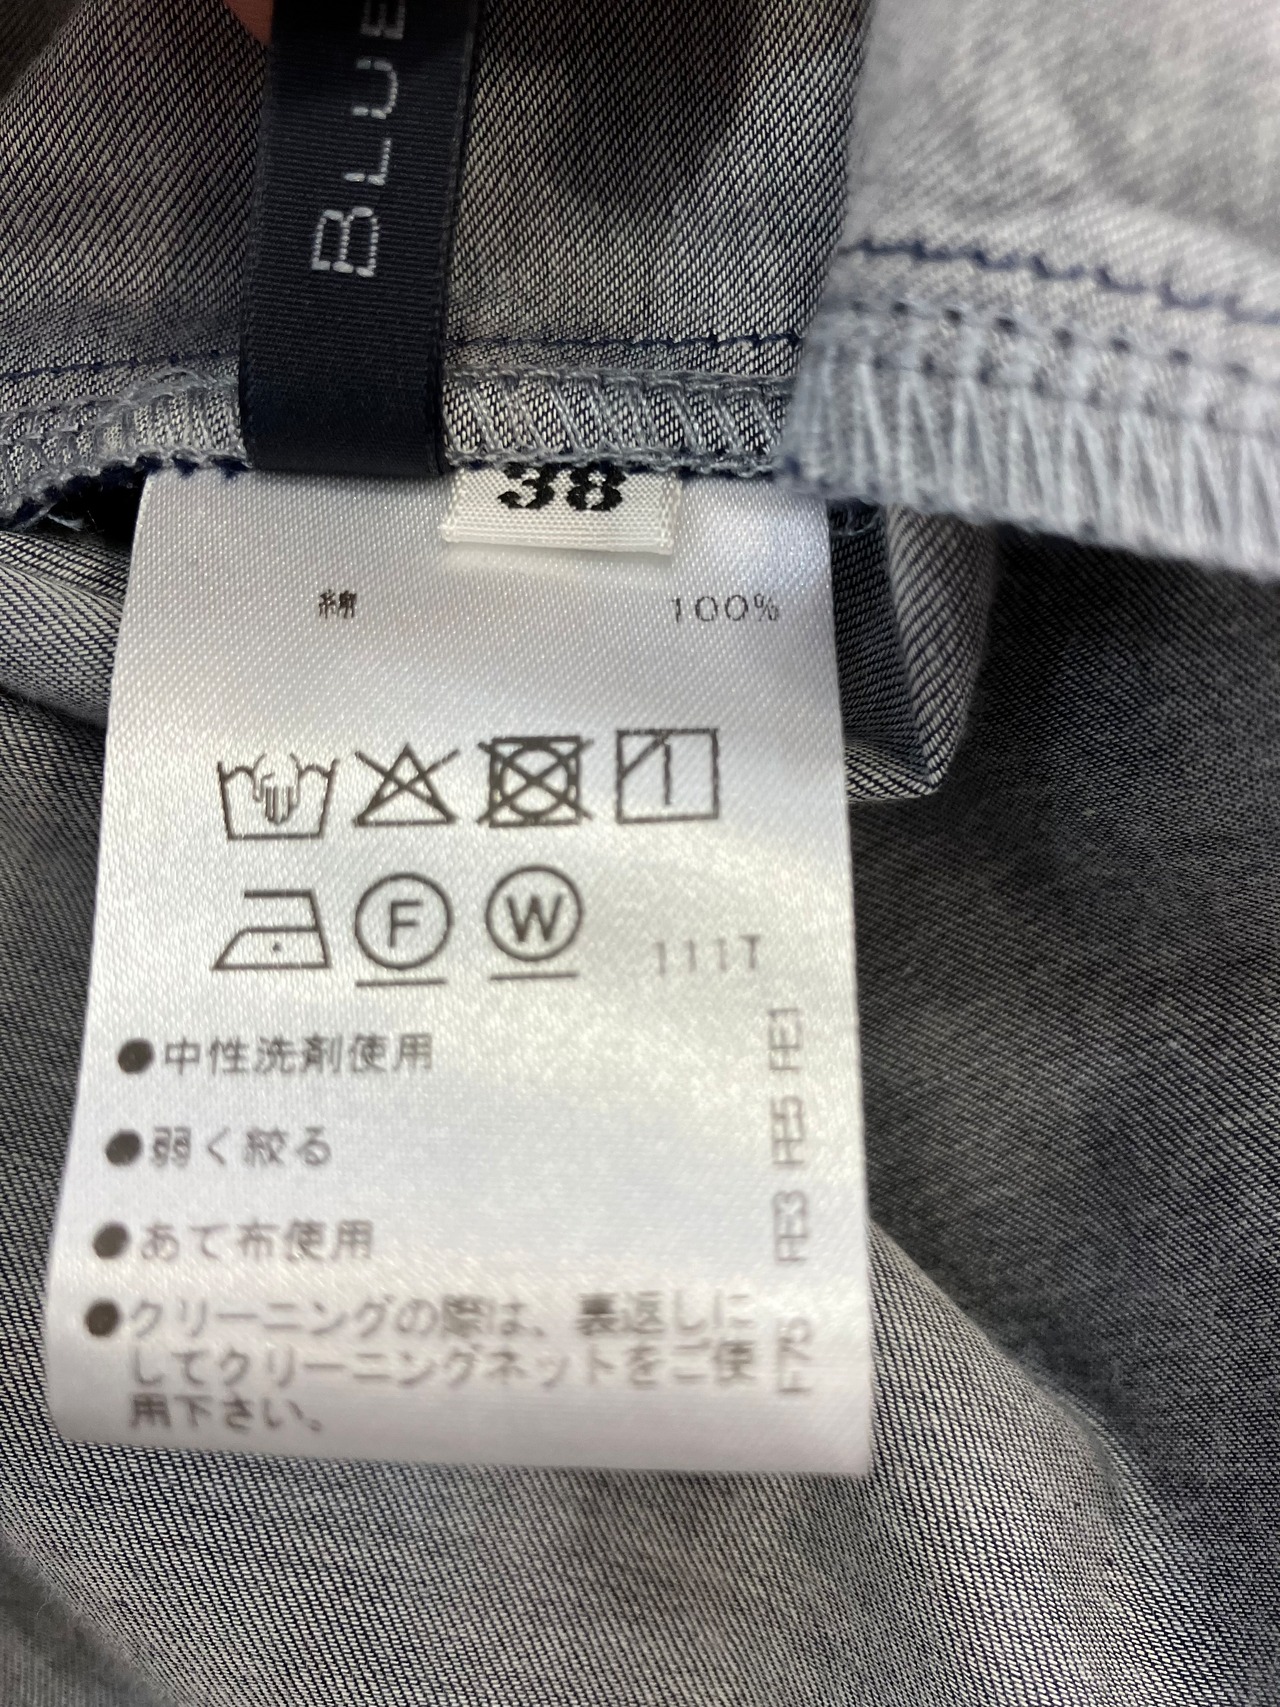 BLUE
38
綿 100%
F W
111T
●中性洗剤使用
●弱く絞る
●あて布使用
●クリーニングの際は、裏返しに
してクリーニングネットをご使
用下さい。